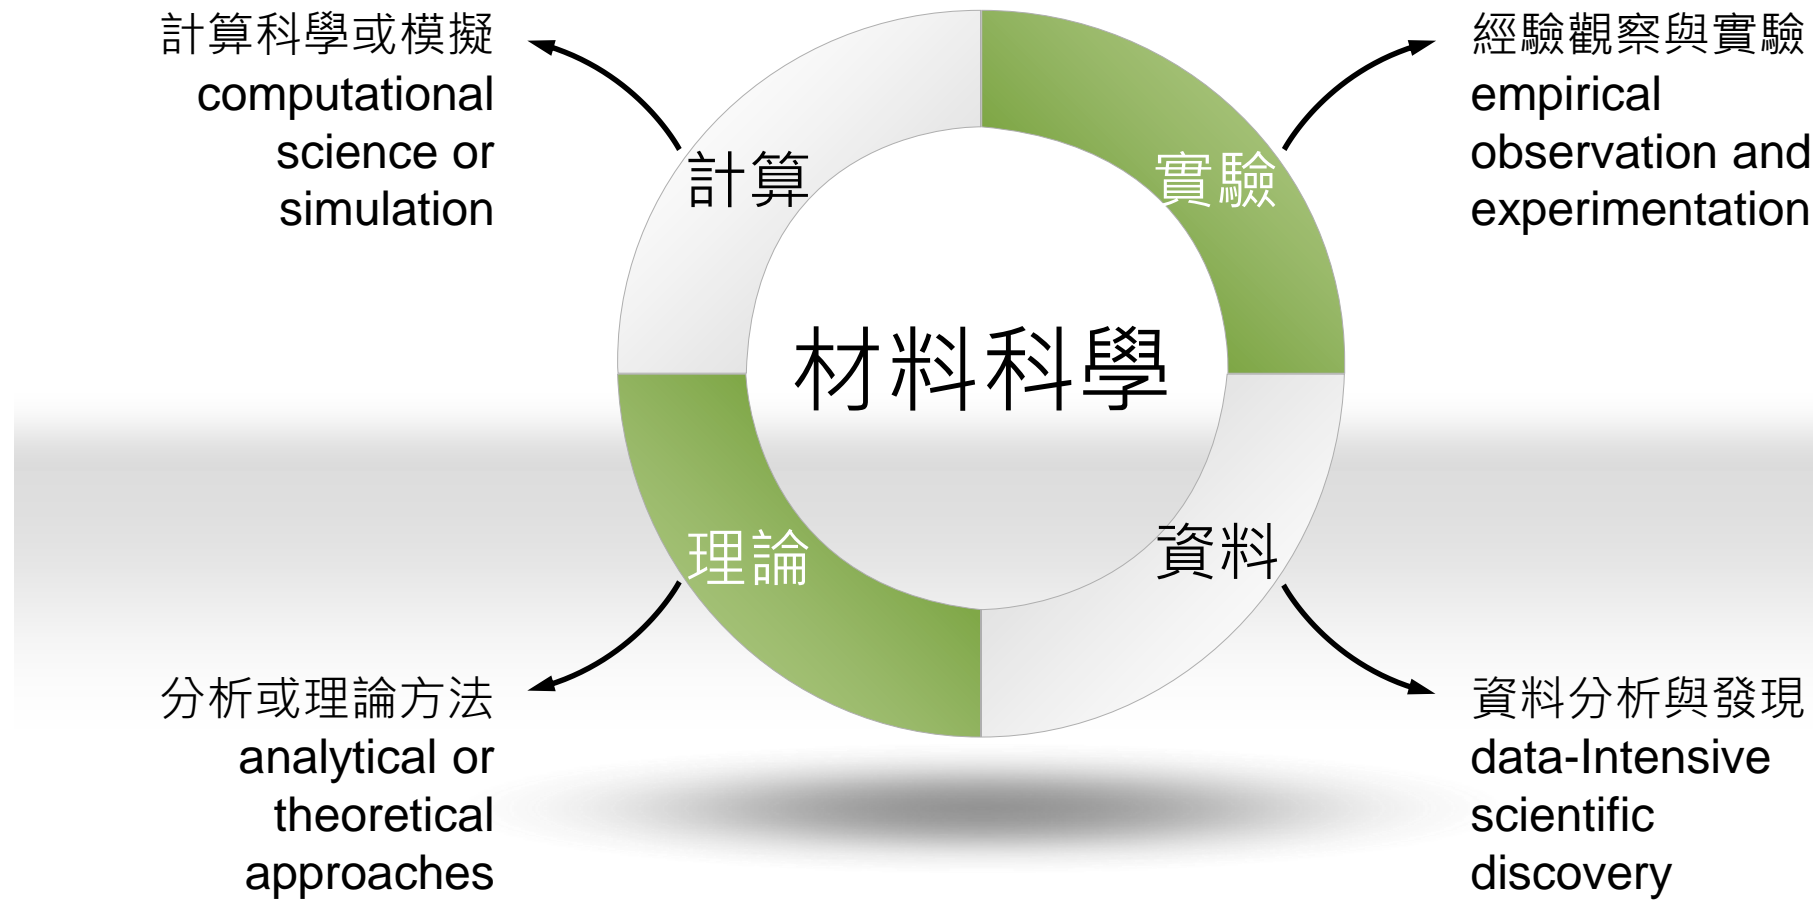 計算科學或模擬
computational
science or
simulation
經驗觀察與實驗
empirical
observation and
experimentation
計算
實驗
材料科學
理論
資料
分析或理論方法
analytical or
theoretical
approaches
資料分析與發現
data-Intensive
scientific
discovery